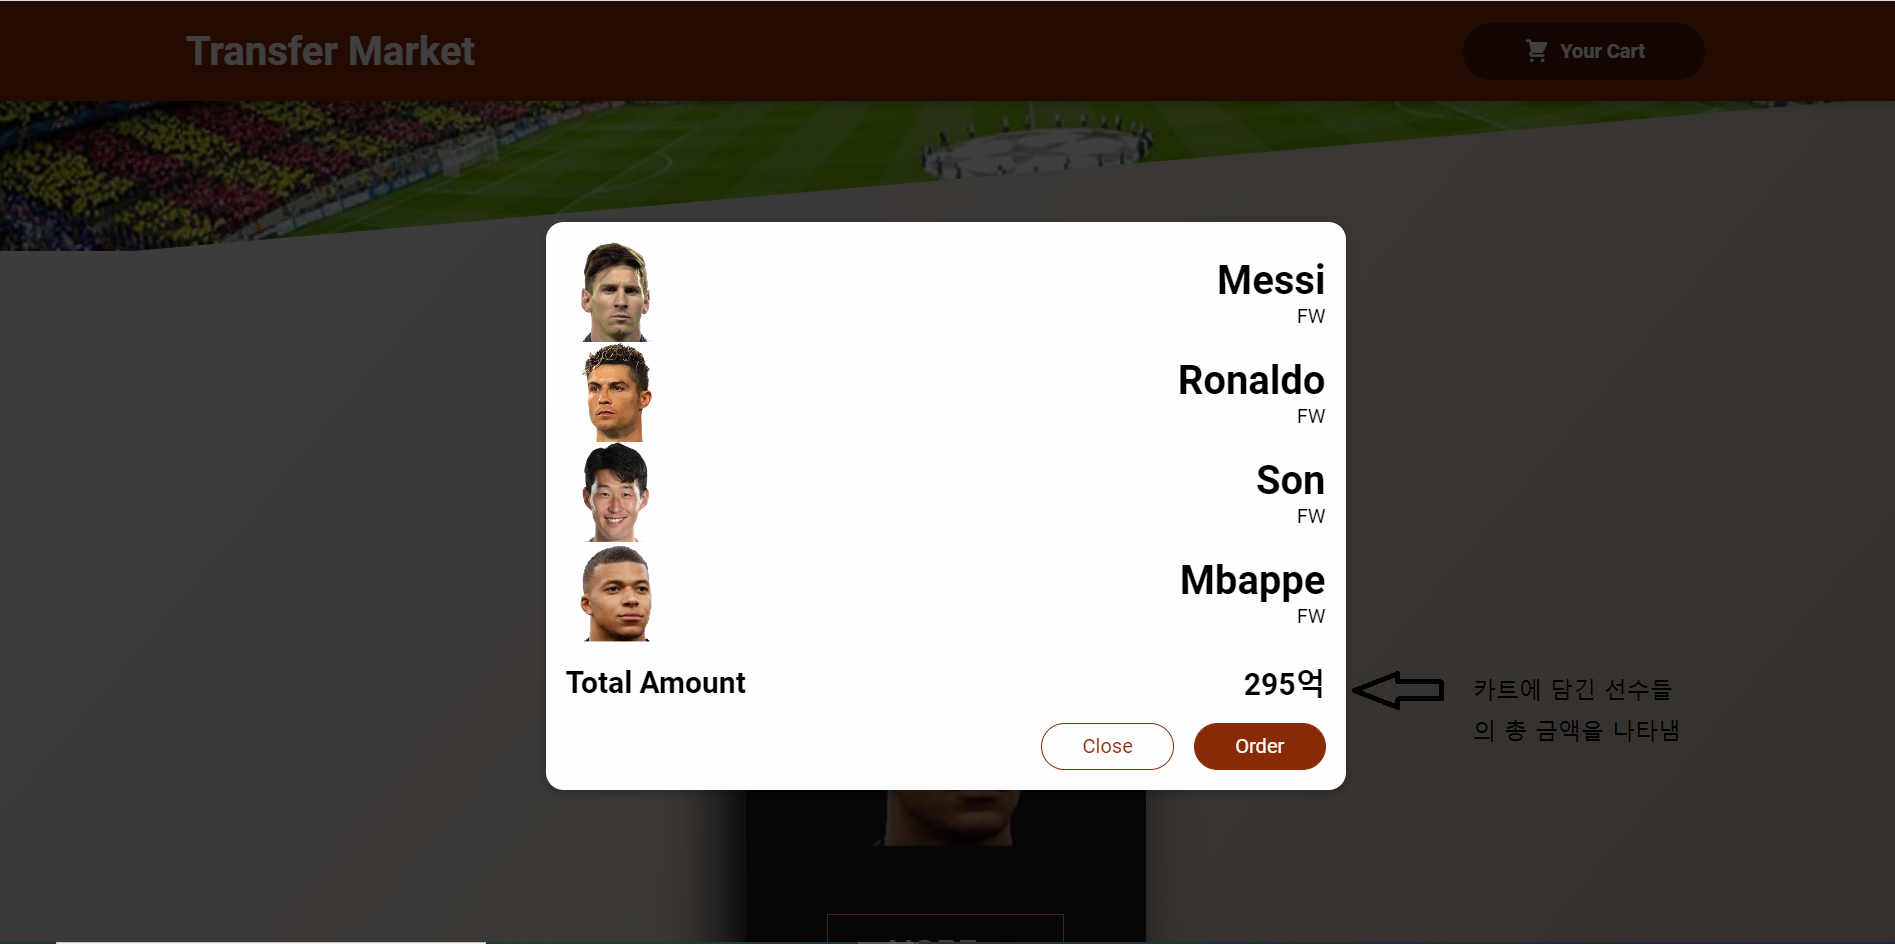 Transfer Market
Your Cart
Messi
FW
Ronaldo
FW
Son
FW
Mbappe
FW
Total Amount
295억
카트에 담긴 선수들
의 총 금액을 나타냄
Close
Order